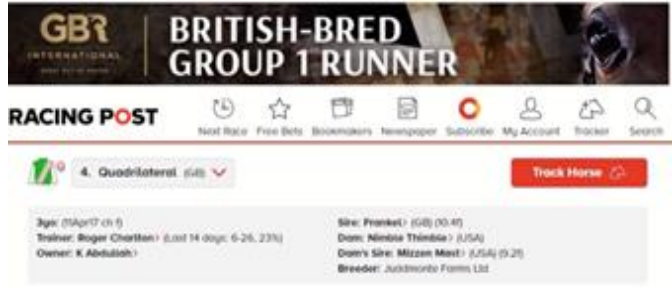 GBR
INTERNATIONAL
BRITISH-BRED
GROUP 1 RUNNER
RACING POST
Next Race Free Bets Bookmakers Newspaper Subscribe My Account Tracker Search
4. Quadrilateral (GB)
Track Horse
3yo: (11Apr17 ch f)
Trainer: Roger Charlton› (Last 14 days: 6-26, 23%)
Owner: K Abdullah›
Sire: Frankel› (GB) (10.4f)
Dam: Nimble Thimble› (USA)
Dam's Sire: Mizzen Mast› (USA) (9.2f)
Breeder: Juddmonte Farms Ltd